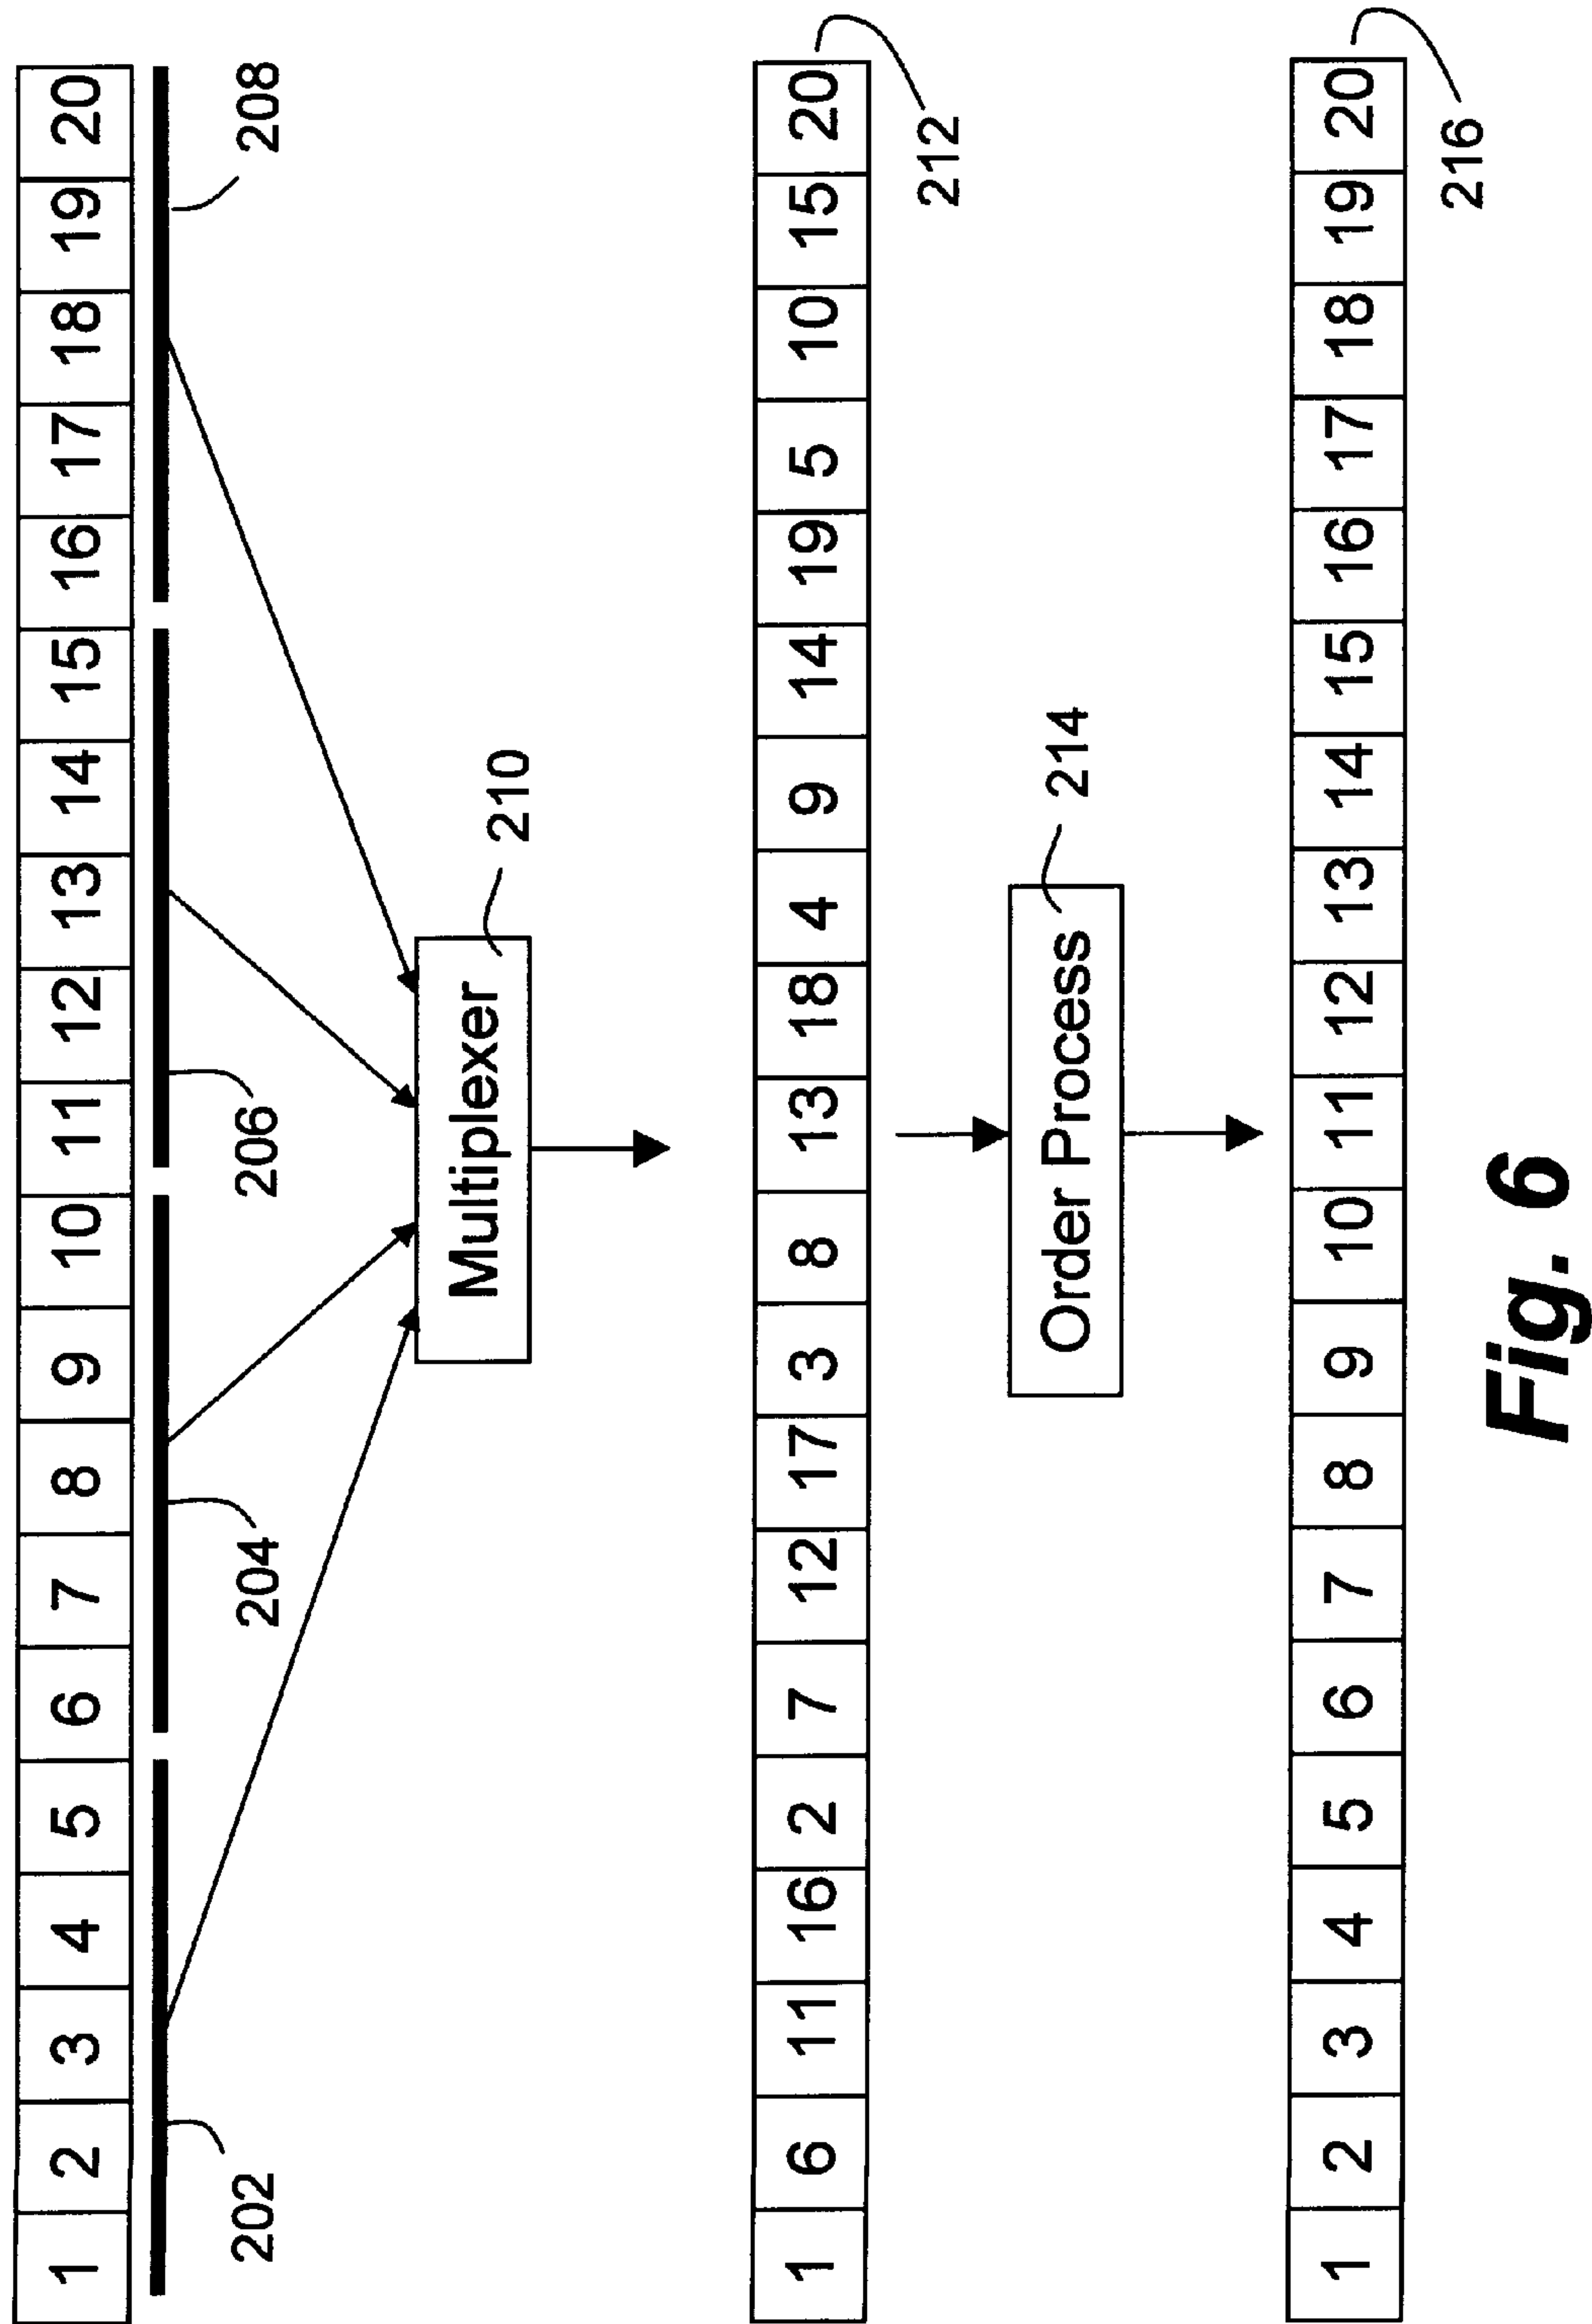 1 2 3 4 5 6 7 8 9 10 11 12 13 14 15 16 17 18 19 20
202 204 206 208
Multiplexer 210
1 6 11 16 2 7 12 17 3 8 13 18 4 9 14 19 5 10 15 20
212
Order Process 214
1 2 3 4 5 6 7 8 9 10 11 12 13 14 15 16 17 18 19 20
216
Fig. 6